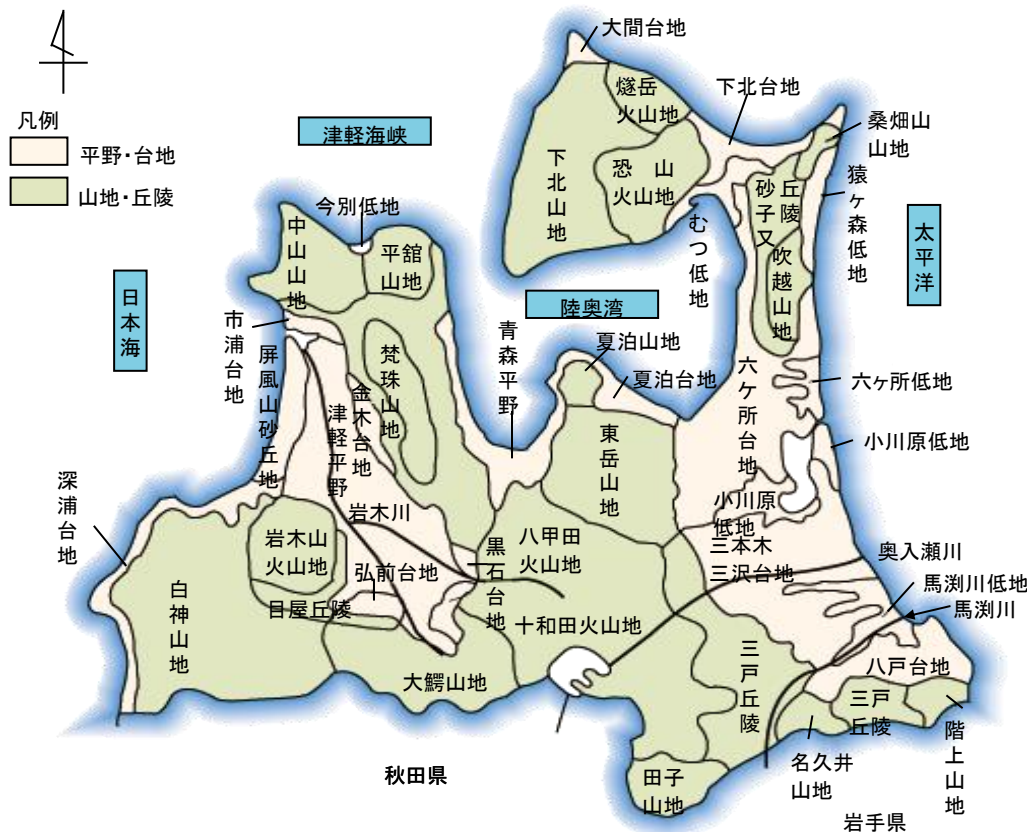 大間台地
燧岳
火山地
下北台地
桑畑山
山地
凡例
平野・台地
山地・丘陵
津軽海峡
下北山地
恐山
火山地
砂子又
丘陵
猿ヶ森低地
太平洋
今別低地
中山山地
平舘
山地
むつ低地
吹越山地
日本海
陸奥湾
市浦台地
青森平野
夏泊山地
夏泊台地
屏風山砂丘地
梵珠山地
金木台地
津軽平野
六ケ所台地
六ヶ所低地
東岳山地
小川原低地
深浦台地
小川原
低地
岩木川
岩木山
火山地
黒石台地
八甲田
火山地
三本木
三沢台地
奥入瀬川
弘前台地
目屋丘陵
馬渕川低地
馬渕川
白神山地
十和田火山地
三戸丘陵
八戸台地
大鰐山地
三戸
丘陵
階上山地
名久井
山地
田子
山地
秋田県
岩手県